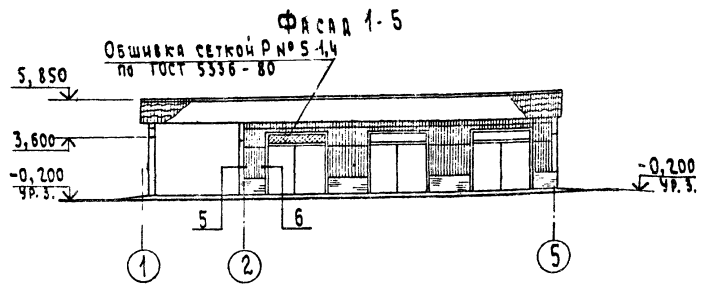 Фасад 1-5
Обшивка сеткой Р №5-1,4
по ГОСТ 5336-80
5,850
3,600
-0,200
ур. з.
-0,200
ур. з.
5 6
1 2 5